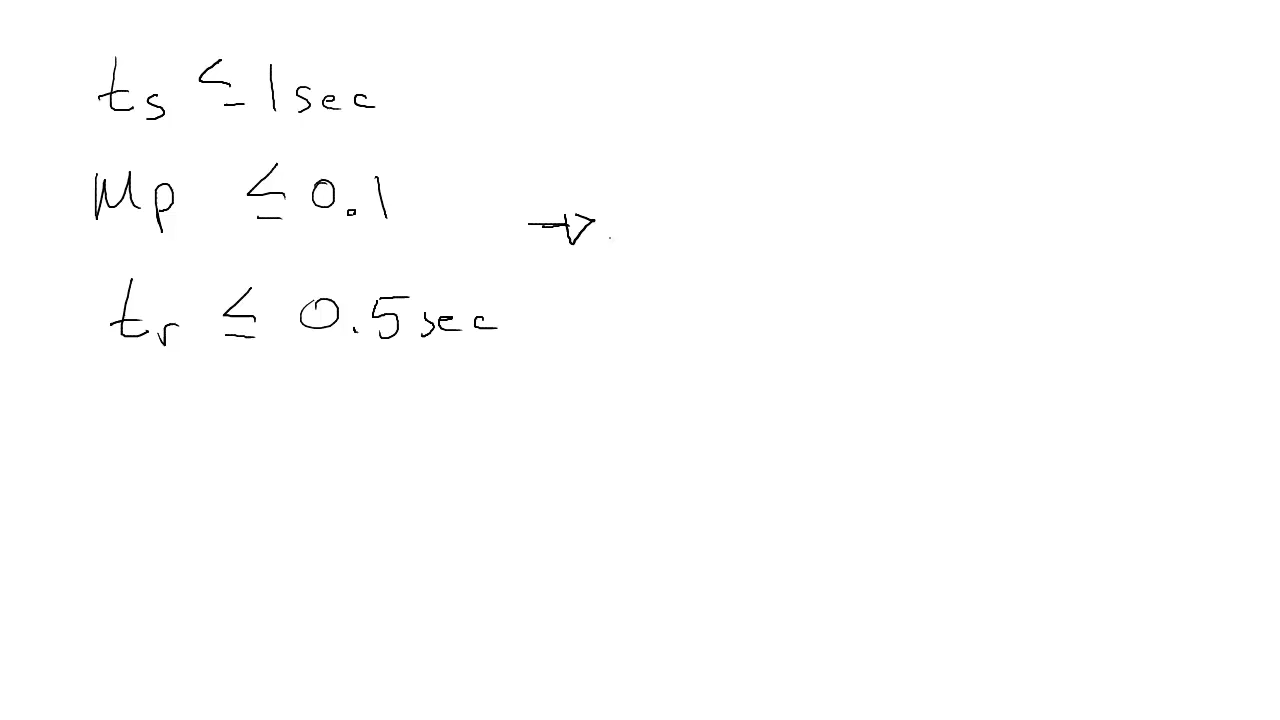 ts ≤ 1sec
Mp ≤ 0.1
→
tr ≤ 0.5sec